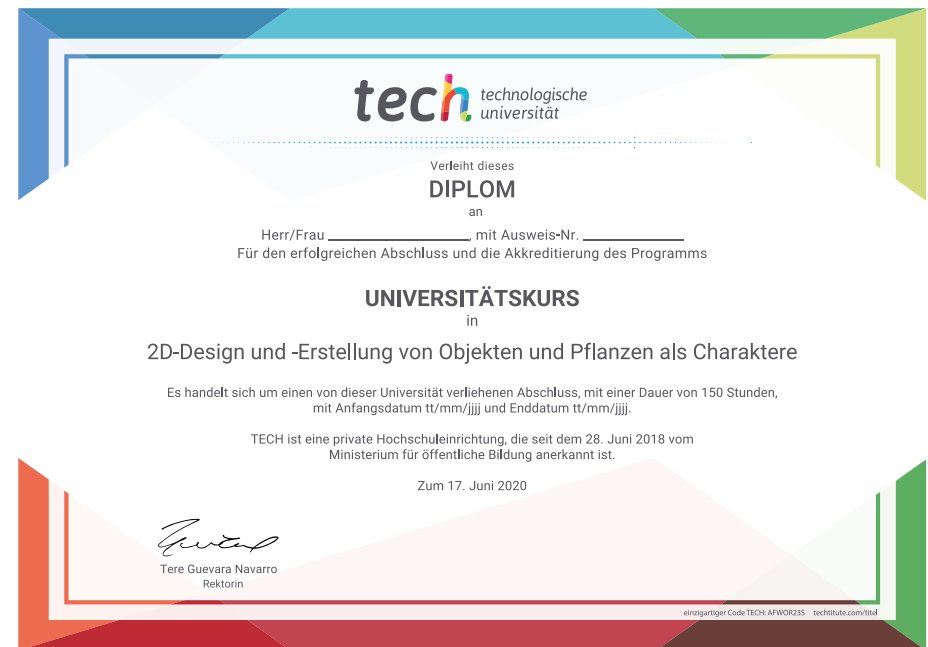 tech technologische
universität
Verleiht dieses
DIPLOM
an
Herr/Frau ____________________, mit Ausweis-Nr. ______________
Für den erfolgreichen Abschluss und die Akkreditierung des Programms
UNIVERSITÄTSKURS
in
2D-Design und -Erstellung von Objekten und Pflanzen als Charaktere
Es handelt sich um einen von dieser Universität verliehenen Abschluss, mit einer Dauer von 150 Stunden,
mit Anfangsdatum tt/mm/jjjj und Enddatum tt/mm/jjjj.
TECH ist eine private Hochschuleinrichtung, die seit dem 28. Juni 2018 vom
Ministerium für öffentliche Bildung anerkannt ist.
Zum 17. Juni 2020
Tere Guevara Navarro
Rektorin
einzigartiger Code TECH: AFWOR23S techtitute.com/titel